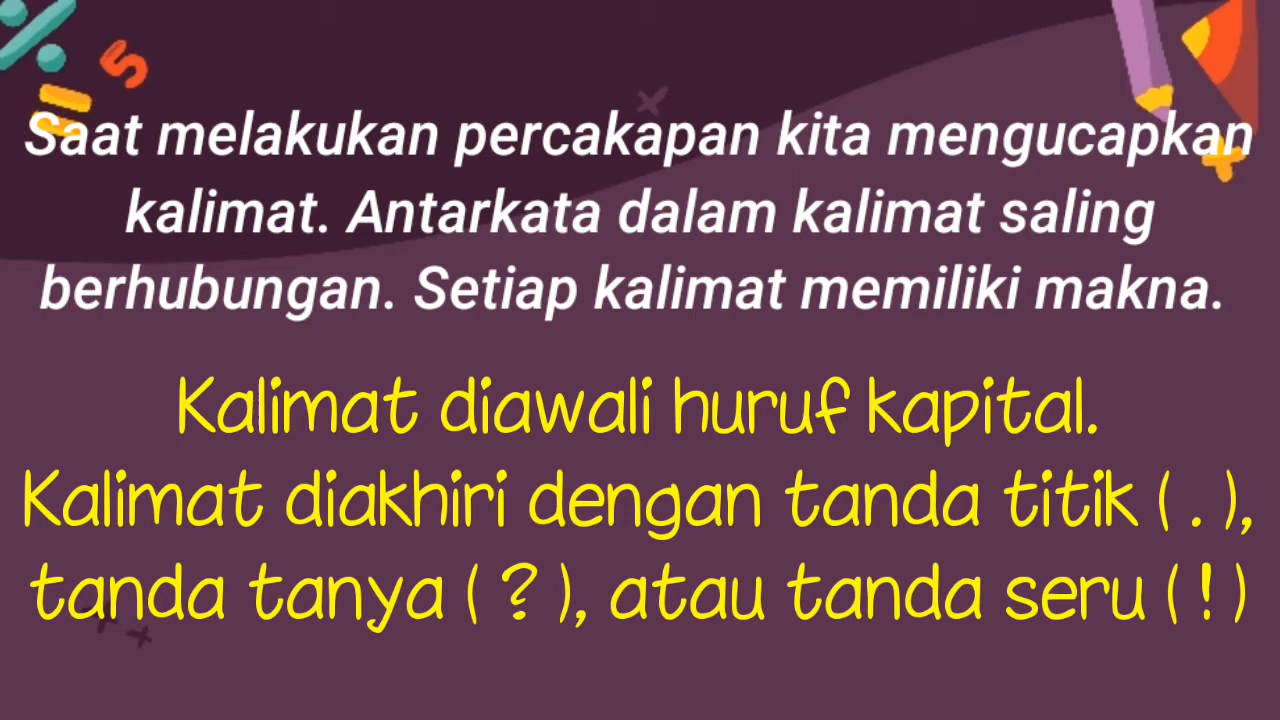 Saat melakukan percakapan kita mengucapkan
kalimat. Antarkata dalam kalimat saling
berhubungan. Setiap kalimat memiliki makna.
Kalimat diawali huruf kapital.
Kalimat diakhiri dengan tanda titik ( . ),
tanda tanya ( ? ), atau tanda seru ( ! )